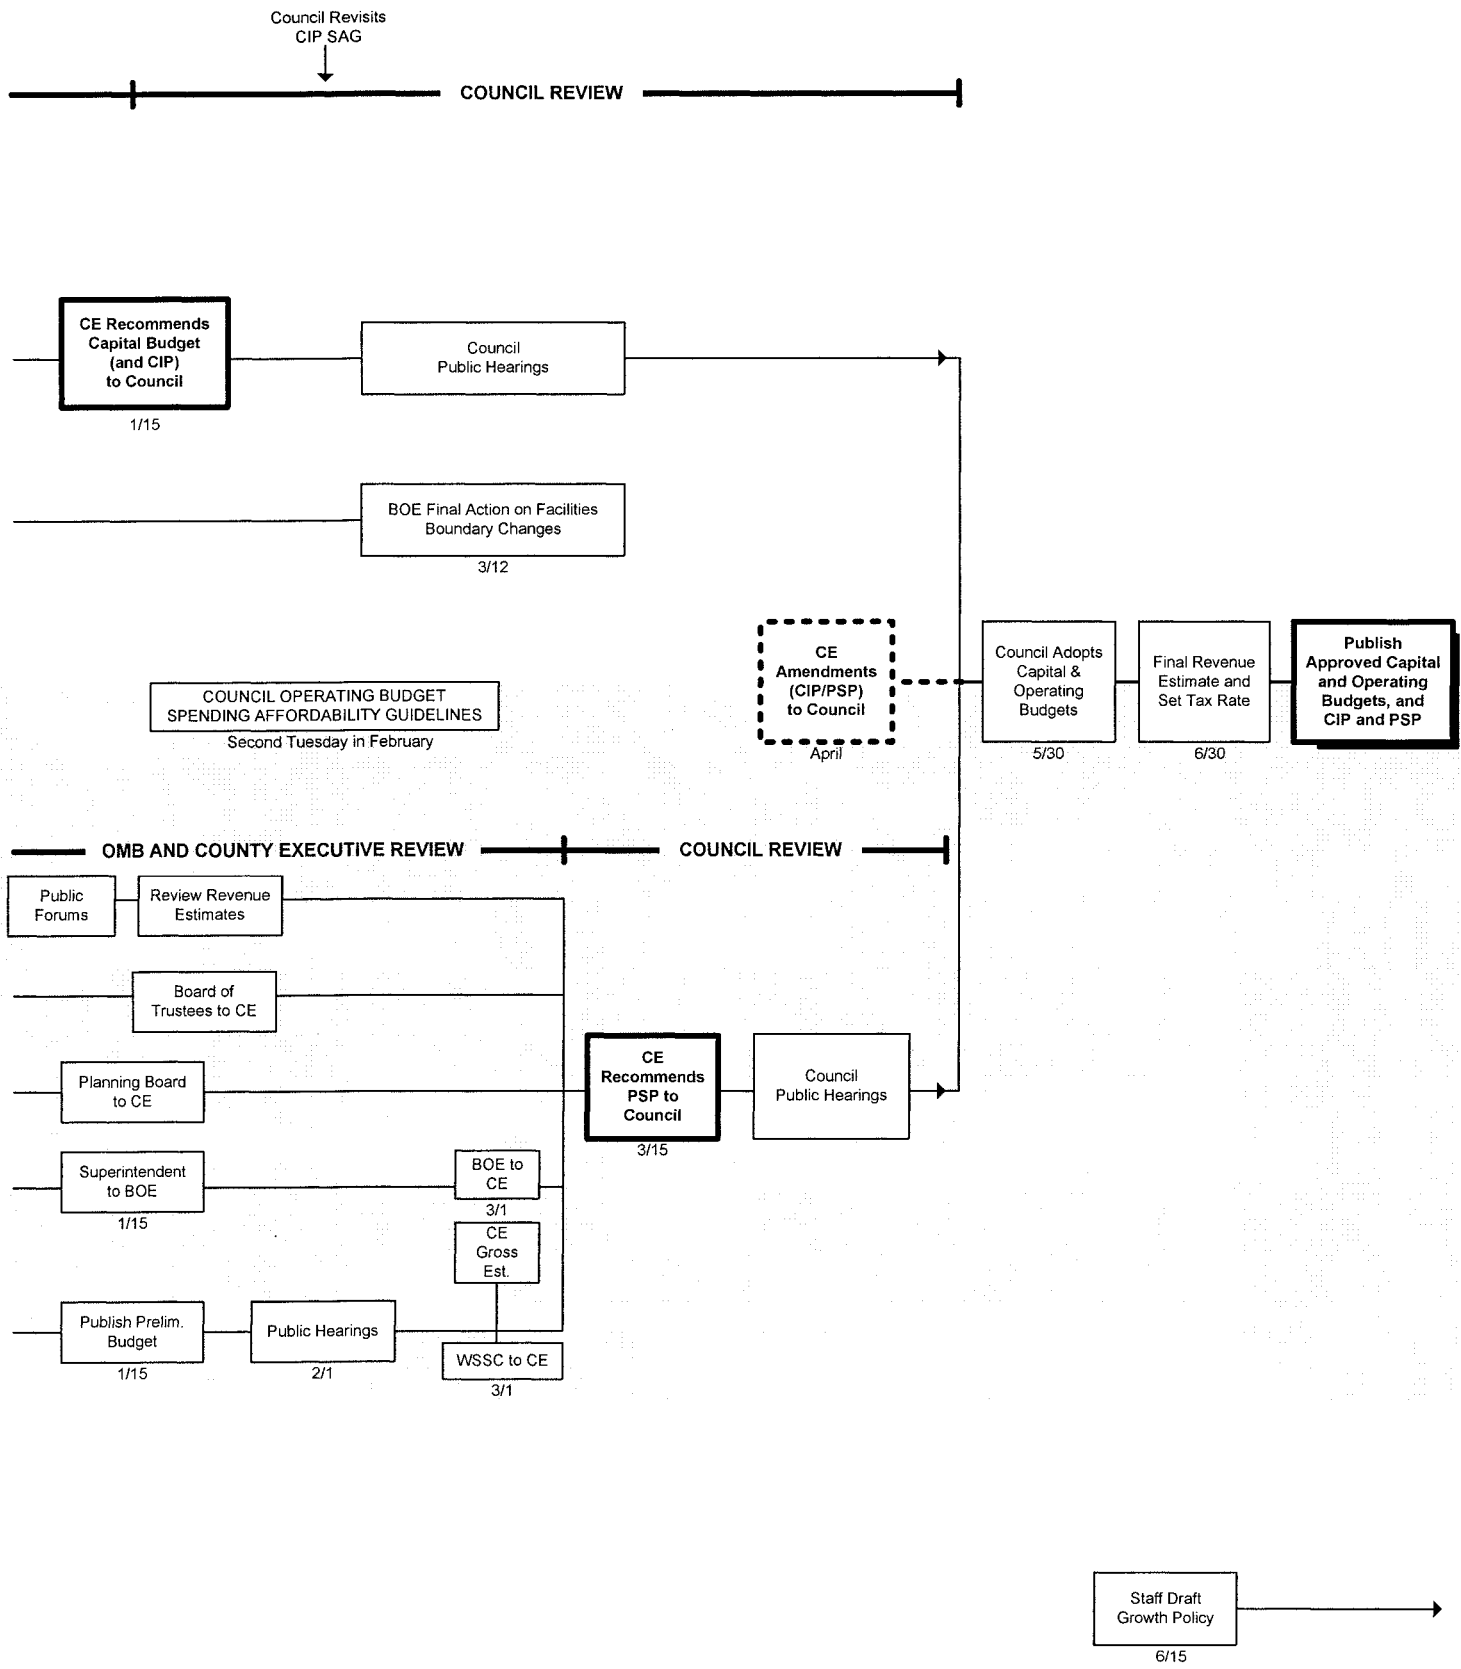 Council Revisits
CIP SAG
COUNCIL REVIEW
CE Recommends
Capital Budget
(and CIP)
to Council
1/15
Council
Public Hearings
BOE Final Action on Facilities
Boundary Changes
3/12
COUNCIL OPERATING BUDGET
SPENDING AFFORDABILITY GUIDELINES
Second Tuesday in February
CE
Amendments
(CIP/PSP)
to Council
April
Council Adopts
Capital &
Operating
Budgets
5/30
Final Revenue
Estimate and
Set Tax Rate
6/30
Publish
Approved Capital
and Operating
Budgets, and
CIP and PSP
OMB AND COUNTY EXECUTIVE REVIEW
COUNCIL REVIEW
Public
Forums
Review Revenue
Estimates
Board of
Trustees to CE
Planning Board
to CE
CE
Recommends
PSP to
Council
3/15
Council
Public Hearings
Superintendent
to BOE
1/15
BOE to
CE
3/1
CE
Gross
Est.
Publish Prelim.
Budget
1/15
Public Hearings
2/1
WSSC to CE
3/1
Staff Draft
Growth Policy
6/15